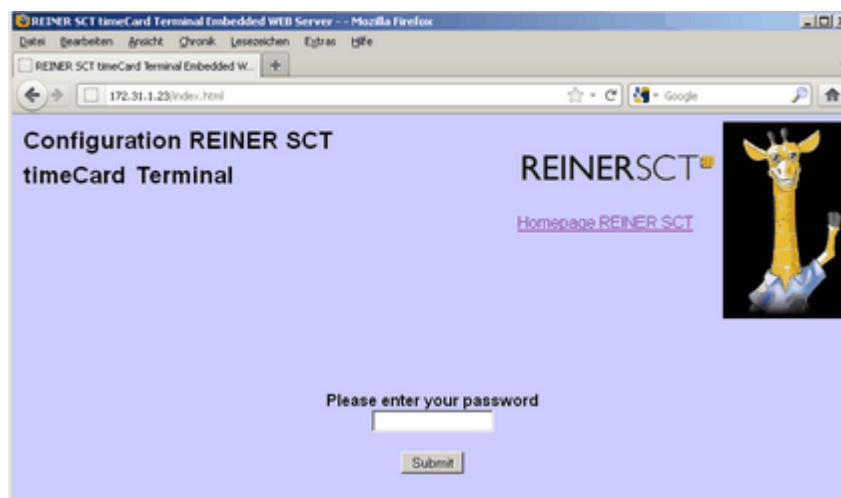 REINER SCT timeCard Terminal Embedded WEB Server - - Mozilla Firefox
Datei Bearbeiten Ansicht Chronik Lesezeichen Extras Hilfe
REINER SCT timeCard Terminal Embedded W...
172.31.1.23/index.html
Google
Configuration REINER SCT
timeCard Terminal
REINERSCT
Homepage REINER SCT
Please enter your password
Submit